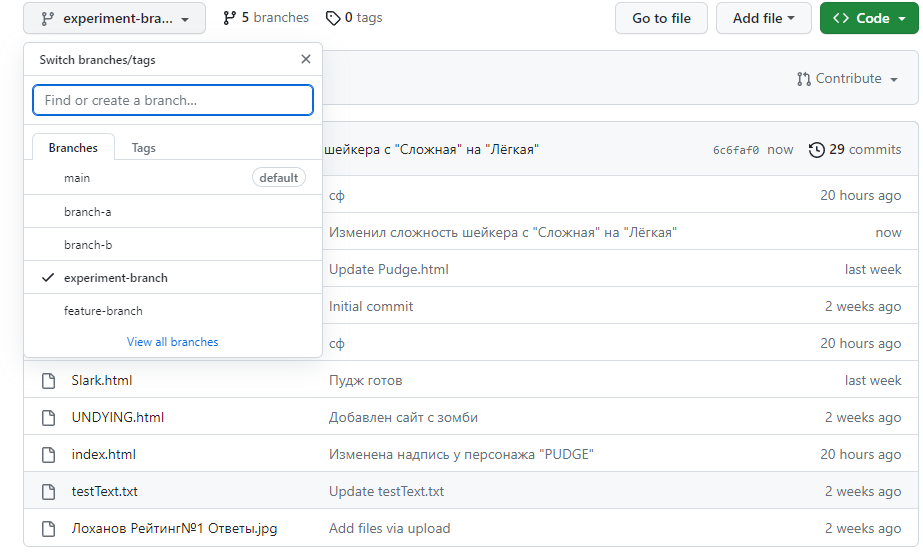 experiment-bran... 5 branches 0 tags Go to file Add file Code
Switch branches/tags
Contribute
Find or create a branch...
Branches Tags
шейкера с "Сложная" на "Лёгкая" 6c6faf0 now 29 commits
main default
сф 20 hours ago
branch-a
Изменил сложность шейкера с "Сложная" на "Лёгкая" now
branch-b
Update Pudge.html last week
experiment-branch
Initial commit 2 weeks ago
feature-branch
View all branches
сф 20 hours ago
Slark.html Пудж готов last week
UNDYING.html Добавлен сайт с зомби 2 weeks ago
index.html Изменена надпись у персонажа "PUDGE" 20 hours ago
testText.txt Update testText.txt 2 weeks ago
Лоханов Рейтинг№1 Ответы.jpg Add files via upload 2 weeks ago